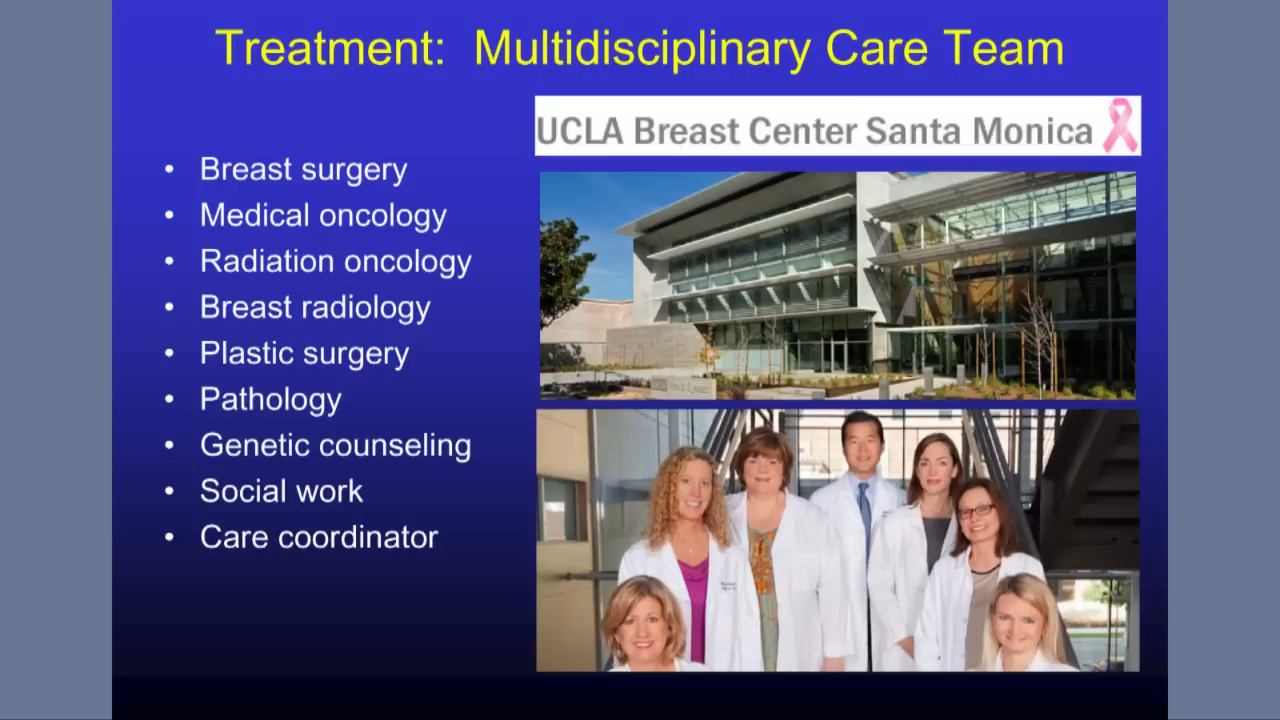 Treatment: Multidisciplinary Care Team
UCLA Breast Center Santa Monica
• Breast surgery
• Medical oncology
• Radiation oncology
• Breast radiology
• Plastic surgery
• Pathology
• Genetic counseling
• Social work
• Care coordinator